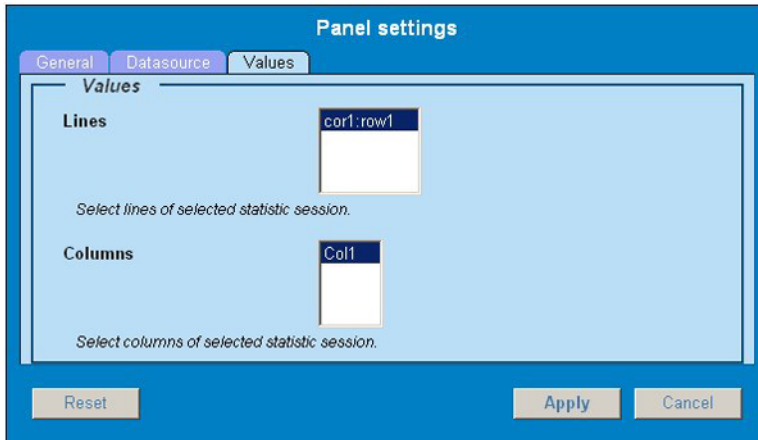 Panel settings
General Datasource Values
Values
Lines
cor1:row1
Select lines of selected statistic session.
Columns
Col1
Select columns of selected statistic session.
Reset Apply Cancel